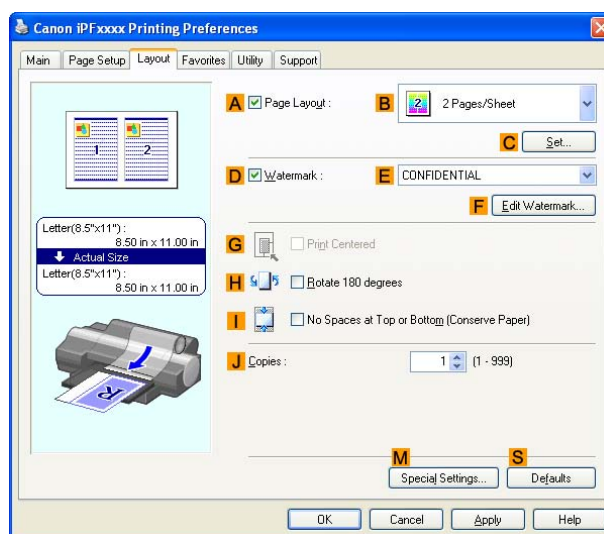 Canon iPFxxxx Printing Preferences
Main Page Setup Layout Favorites Utility Support
A Page Layout : B 2 2 Pages/Sheet
1 2
C Set...
D Watermark : E CONFIDENTIAL
F Edit Watermark...
Letter(8.5"x11") :
8.50 in x 11.00 in
Actual Size
Letter(8.5"x11") :
8.50 in x 11.00 in
G Print Centered
H Rotate 180 degrees
I No Spaces at Top or Bottom (Conserve Paper)
J Copies : 1 (1 - 999)
R
M S
Special Settings... Defaults
OK Cancel Apply Help